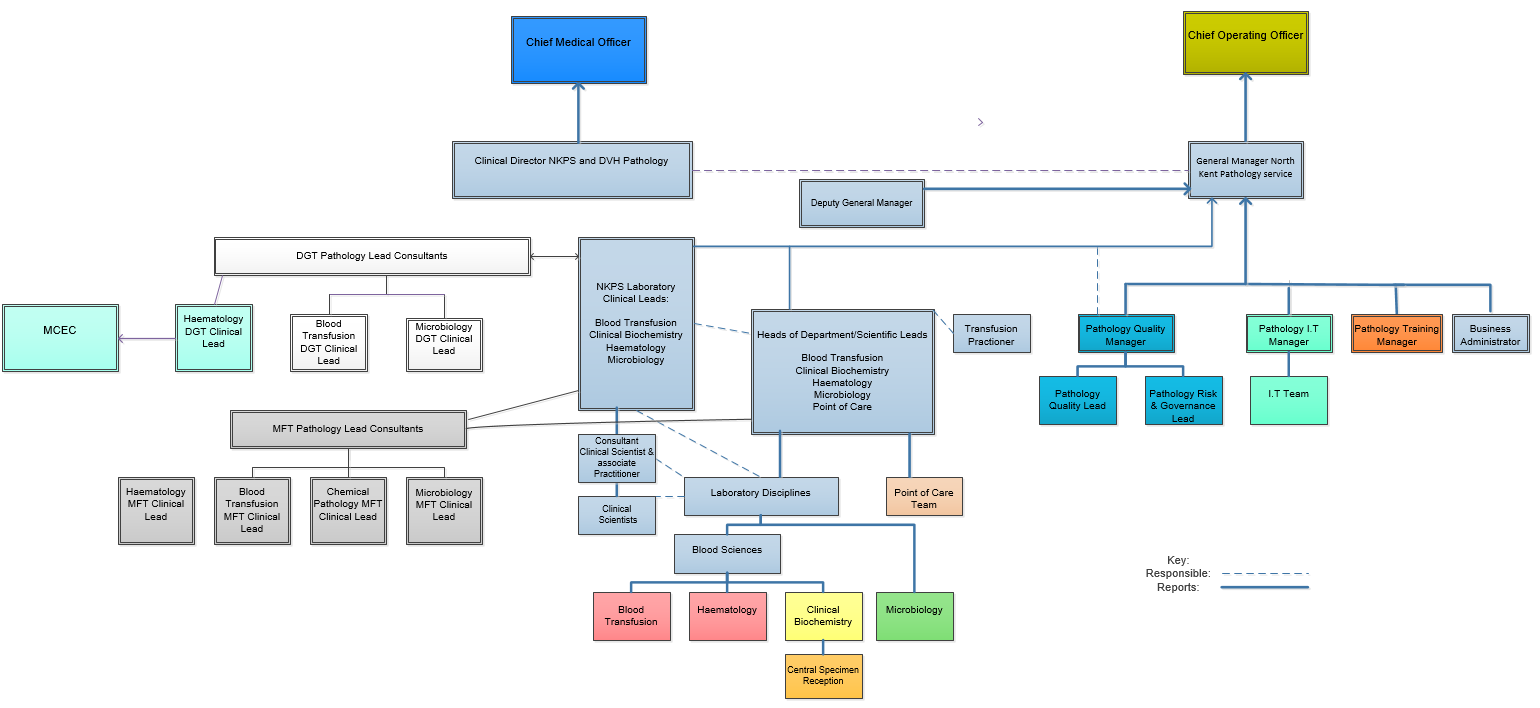 Chief Medical Officer
Chief Operating Officer
Clinical Director NKPS and DVH Pathology
General Manager North
Kent Pathology service
Deputy General Manager
DGT Pathology Lead Consultants
NKPS Laboratory
Clinical Leads:
Blood Transfusion
Clinical Biochemistry
Haematology
Microbiology
MCEC
Haematology
DGT Clinical
Lead
Blood
Transfusion
DGT Clinical
Lead
Microbiology
DGT Clinical
Lead
Heads of Department/Scientific Leads
Blood Transfusion
Clinical Biochemistry
Haematology
Microbiology
Point of Care
Transfusion
Practioner
Pathology Quality
Manager
Pathology I.T
Manager
Pathology Training
Manager
Business
Administrator
Pathology
Quality Lead
Pathology Risk
& Governance
Lead
I.T Team
MFT Pathology Lead Consultants
Consultant
Clinical Scientist &
associate
Practitioner
Haematology
MFT Clinical
Lead
Blood
Transfusion
MFT Clinical
Lead
Chemical
Pathology MFT
Clinical Lead
Microbiology
MFT Clinical
Lead
Clinical
Scientists
Laboratory Disciplines
Point of Care
Team
Blood Sciences
Key:
Responsible:
Reports:
Blood
Transfusion
Haematology
Clinical
Biochemistry
Microbiology
Central Specimen
Reception